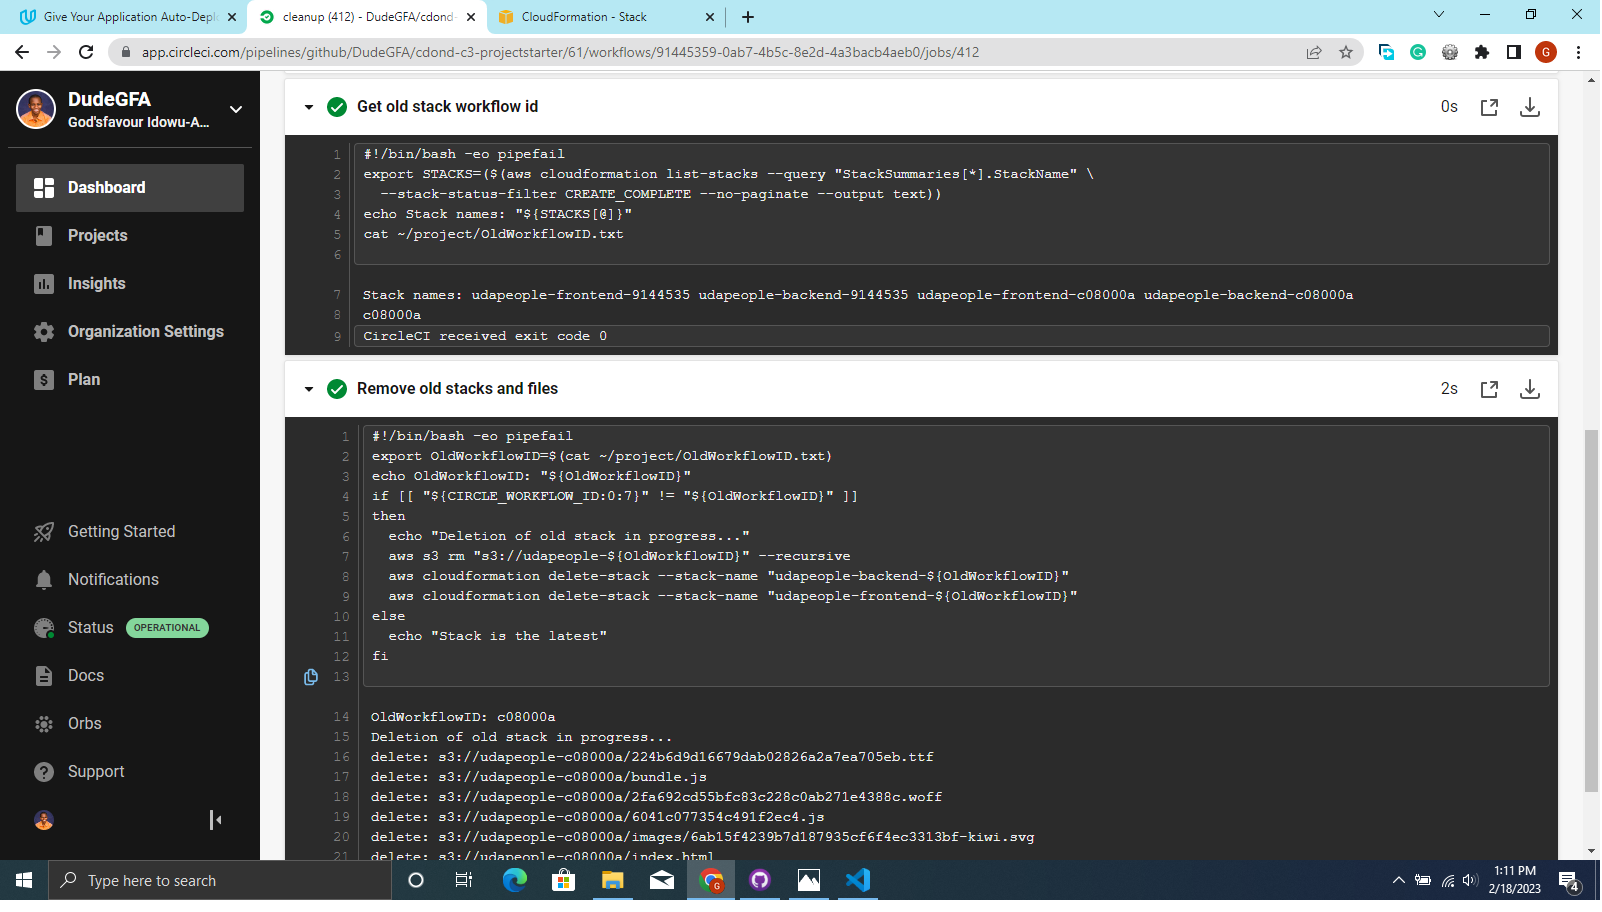 Give Your Application Auto-Depl
cleanup (412) - DudeGFA/cdond-
CloudFormation - Stack
app.circleci.com/pipelines/github/DudeGFA/cdond-c3-projectstarter/61/workflows/91445359-0ab7-4b5c-8e2d-4a3bacb4aeb0/jobs/412
G
DudeGFA
God'sfavour Idowu-A...
Dashboard
Projects
Insights
Organization Settings
Plan
Getting Started
Notifications
Status OPERATIONAL
Docs
Orbs
Support
Get old stack workflow id 0s
1 #!/bin/bash -eo pipefail
2 export STACKS=($(aws cloudformation list-stacks --query "StackSummaries[*].StackName" \
3 --stack-status-filter CREATE_COMPLETE --no-paginate --output text))
4 echo Stack names: "${STACKS[@]}"
5 cat ~/project/OldWorkflowID.txt
6
7 Stack names: udapeople-frontend-9144535 udapeople-backend-9144535 udapeople-frontend-c08000a udapeople-backend-c08000a
8 c08000a
9 CircleCI received exit code 0
Remove old stacks and files 2s
1 #!/bin/bash -eo pipefail
2 export OldWorkflowID=$(cat ~/project/OldWorkflowID.txt)
3 echo OldWorkflowID: "${OldWorkflowID}"
4 if [[ "${CIRCLE_WORKFLOW_ID:0:7}" != "${OldWorkflowID}" ]]
5 then
6 echo "Deletion of old stack in progress..."
7 aws s3 rm "s3://udapeople-${OldWorkflowID}" --recursive
8 aws cloudformation delete-stack --stack-name "udapeople-backend-${OldWorkflowID}"
9 aws cloudformation delete-stack --stack-name "udapeople-frontend-${OldWorkflowID}"
10 else
11 echo "Stack is the latest"
12 fi
13
14 OldWorkflowID: c08000a
15 Deletion of old stack in progress...
16 delete: s3://udapeople-c08000a/224b6d9d16679dab02826a2a7ea705eb.ttf
17 delete: s3://udapeople-c08000a/bundle.js
18 delete: s3://udapeople-c08000a/2fa692cd55bfc83c228c0ab271e4388c.woff
19 delete: s3://udapeople-c08000a/6041c077354c491f2ec4.js
20 delete: s3://udapeople-c08000a/images/6ab15f4239b7d187935cf6f4ec3313bf-kiwi.svg
21 delete: s3://udapeople-c08000a/index.html
Type here to search
G
1:11 PM
2/18/2023
4